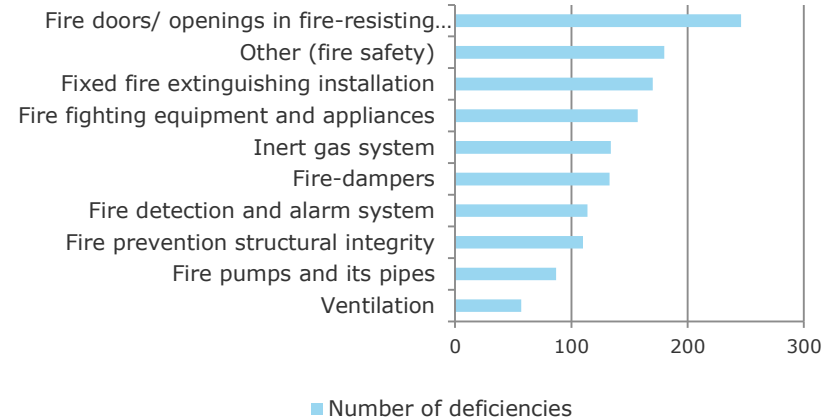 Fire doors/ openings in fire-resisting...
Other (fire safety)
Fixed fire extinguishing installation
Fire fighting equipment and appliances
Inert gas system
Fire-dampers
Fire detection and alarm system
Fire prevention structural integrity
Fire pumps and its pipes
Ventilation
0 100 200 300
Number of deficiencies